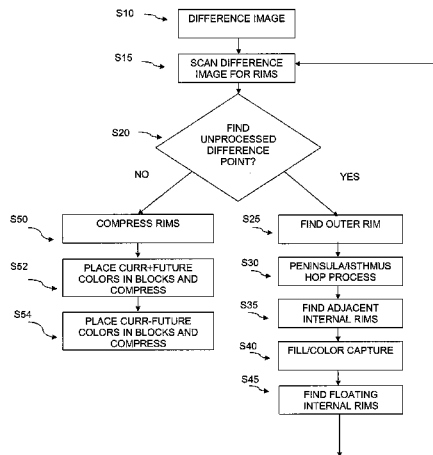 S10
DIFFERENCE IMAGE
S15
SCAN DIFFERENCE
IMAGE FOR RIMS
S20
FIND
UNPROCESSED
DIFFERENCE
POINT?
NO
YES
S50
COMPRESS RIMS
S52
PLACE CURR+FUTURE
COLORS IN BLOCKS AND
COMPRESS
S54
PLACE CURR-FUTURE
COLORS IN BLOCKS AND
COMPRESS
S25
FIND OUTER RIM
S30
PENINSULA/ISTHMUS
HOP PROCESS
S35
FIND ADJACENT
INTERNAL RIMS
S40
FILL/COLOR CAPTURE
S45
FIND FLOATING
INTERNAL RIMS